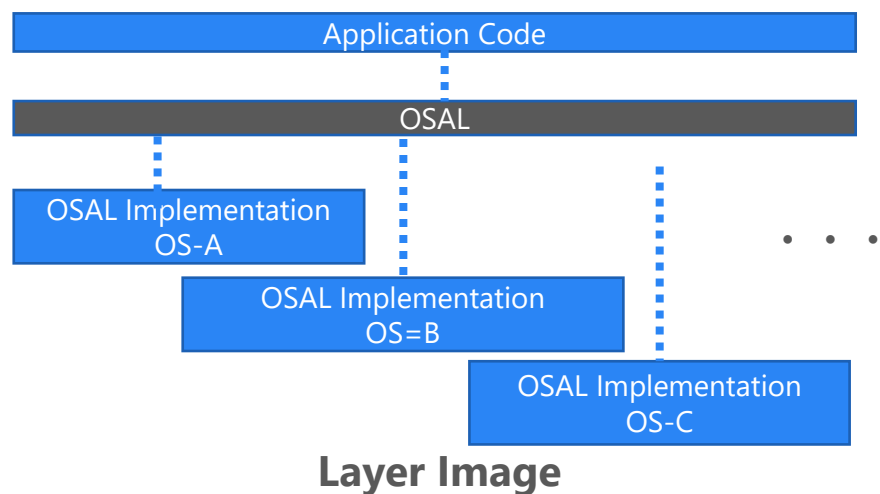 Application Code
OSAL
OSAL Implementation
OS-A
OSAL Implementation
OS=B
OSAL Implementation
OS-C
. . .
Layer Image